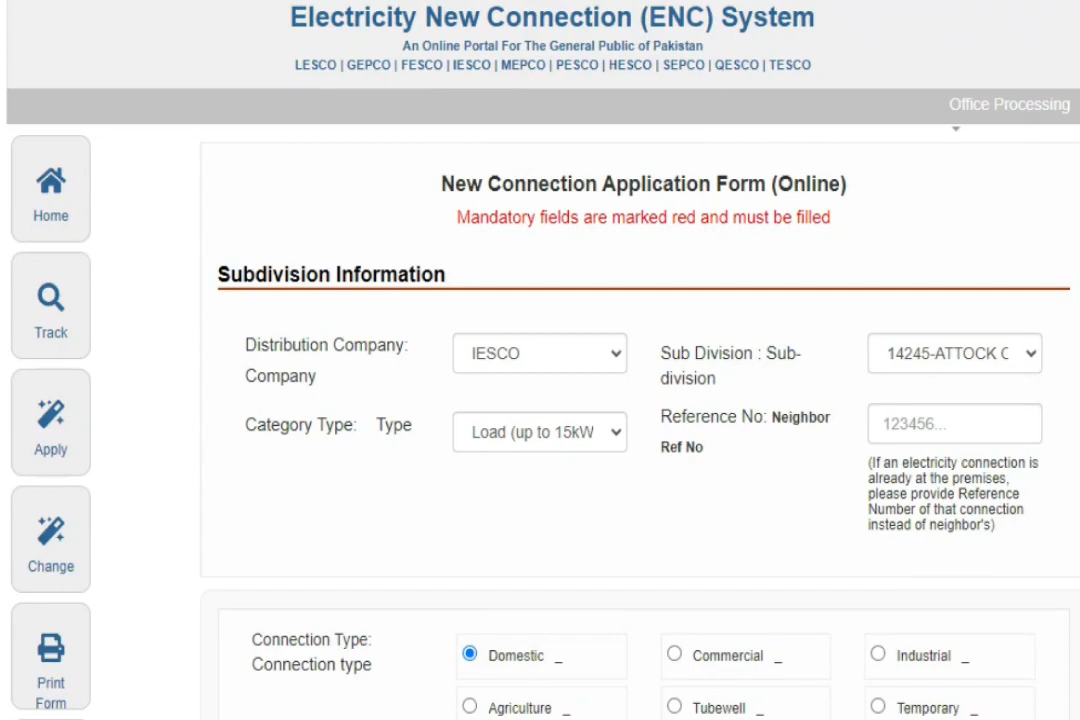 Electricity New Connection (ENC) System
An Online Portal For The General Public of Pakistan
LESCO | GEPCO | FESCO | IESCO | MEPCO | PESCO | HESCO | SEPCO | QESCO | TESCO
Office Processing
Home
Track
Apply
Change
Print
Form
New Connection Application Form (Online)
Mandatory fields are marked red and must be filled
Subdivision Information
Distribution Company:
Company
IESCO
Sub Division : Sub-
division
14245-ATTOCK C
Category Type: Type
Load (up to 15kW
Reference No: Neighbor
Ref No
123456...
(If an electricity connection is
already at the premises,
please provide Reference
Number of that connection
instead of neighbor's)
Connection Type:
Connection type
Domestic _
Commercial _
Industrial _
Agriculture _
Tubewell _
Temporary _